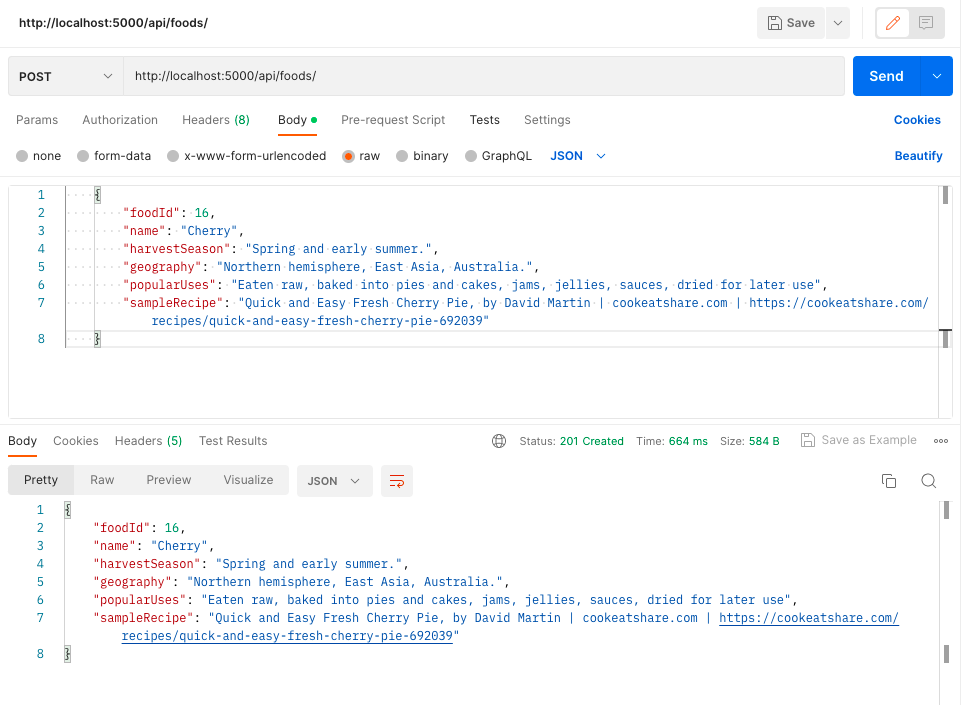 http://localhost:5000/api/foods/
Save
POST
http://localhost:5000/api/foods/
Send
Params Authorization Headers (8) Body Pre-request Script Tests Settings Cookies
none form-data x-www-form-urlencoded raw binary GraphQL JSON Beautify
1 {
2 "foodId": 16,
3 "name": "Cherry",
4 "harvestSeason": "Spring and early summer.",
5 "geography": "Northern hemisphere, East Asia, Australia.",
6 "popularUses": "Eaten raw, baked into pies and cakes, jams, jellies, sauces, dried for later use",
7 "sampleRecipe": "Quick and Easy Fresh Cherry Pie, by David Martin | cookeatshare.com | https://cookeatshare.com/
recipes/quick-and-easy-fresh-cherry-pie-692039"
8 }
Body Cookies Headers (5) Test Results Status: 201 Created Time: 664 ms Size: 584 B Save as Example
Pretty Raw Preview Visualize JSON
1 {
2 "foodId": 16,
3 "name": "Cherry",
4 "harvestSeason": "Spring and early summer.",
5 "geography": "Northern hemisphere, East Asia, Australia.",
6 "popularUses": "Eaten raw, baked into pies and cakes, jams, jellies, sauces, dried for later use",
7 "sampleRecipe": "Quick and Easy Fresh Cherry Pie, by David Martin | cookeatshare.com | https://cookeatshare.com/
recipes/quick-and-easy-fresh-cherry-pie-692039"
8 }